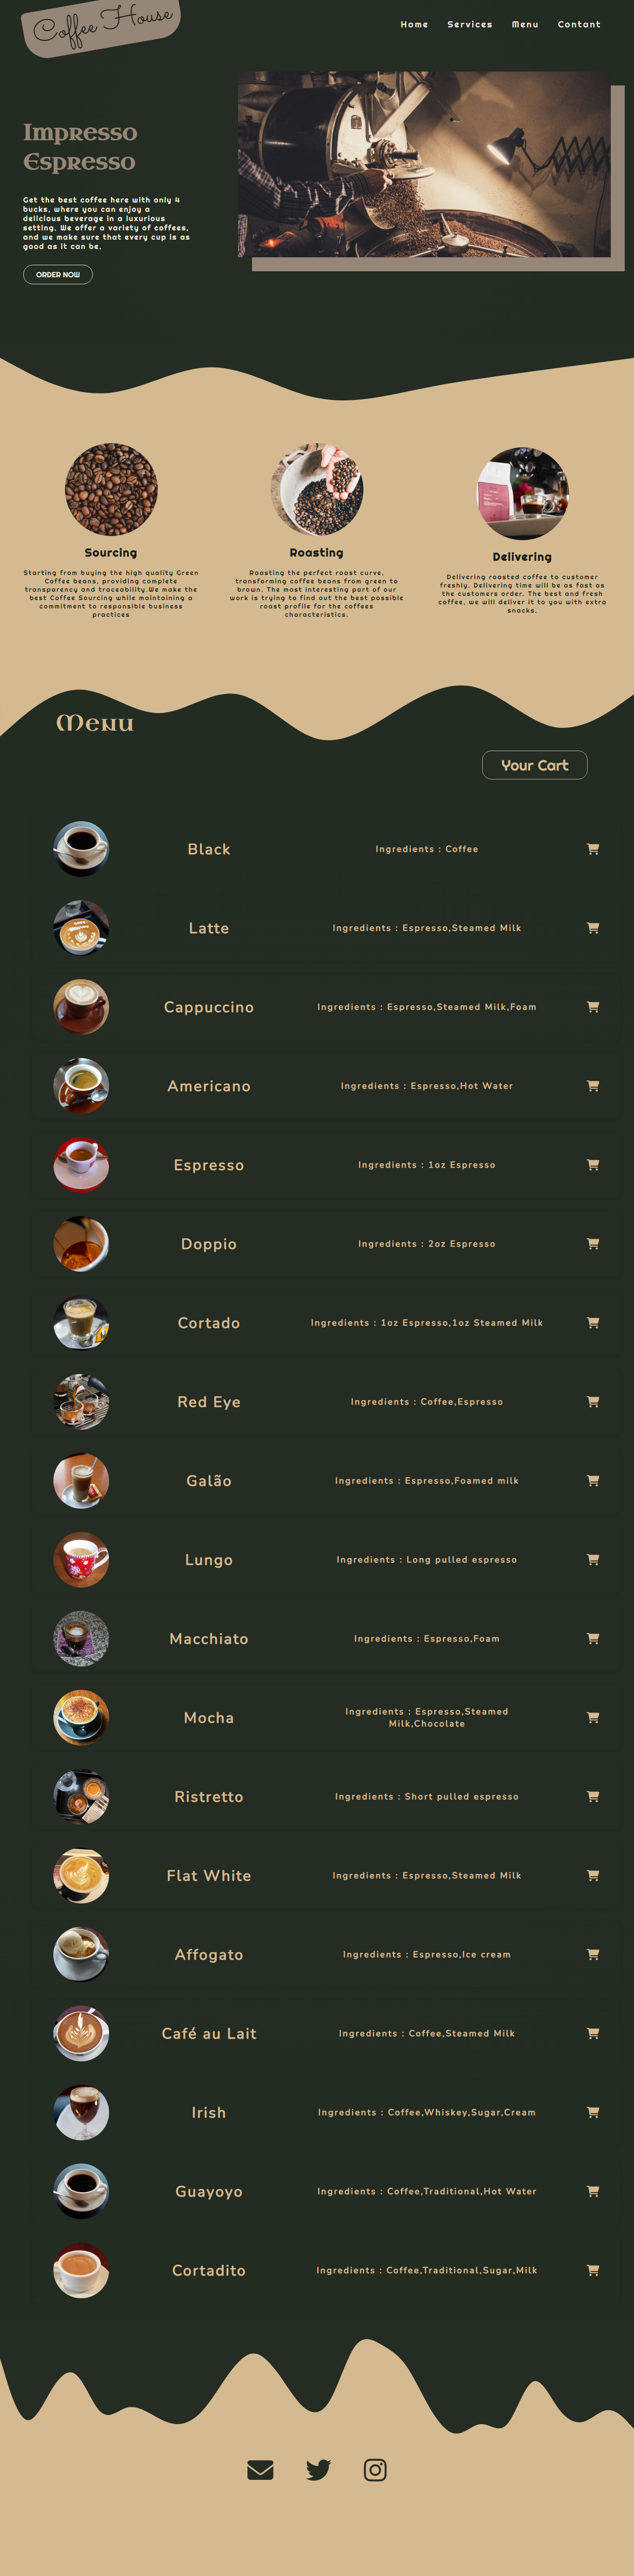 Coffee House
Home Services Menu Contant
Impresso
Espresso
Get the best coffee here with only 4
bucks, where you can enjoy a
delicious beverage in a luxurious
setting. We offer a variety of coffees,
and we make sure that every cup is as
good as it can be.
ORDER NOW
Sourcing
Starting from buying the high quality Green
Coffee beans, providing complete
transparency and traceability.We make the
best Coffee Sourcing while maintaining a
commitment to responsible business
practices
Roasting
Roasting the perfect roast curve,
transforming coffee beans from green to
brown. The most interesting part of our
work is trying to find out the best possible
roast profile for the coffees
characteristics.
Delivering
Delivering roasted coffee to customer
freshly. Delivering time will be as fast as
the customers order. The best and fresh
coffee, we will deliver it to you with extra
snacks.
Menu
Your Cart
Black
Ingredients : Coffee
Latte
Ingredients : Espresso,Steamed Milk
Cappuccino
Ingredients : Espresso,Steamed Milk,Foam
Americano
Ingredients : Espresso,Hot Water
Espresso
Ingredients : 1oz Espresso
Doppio
Ingredients : 2oz Espresso
Cortado
Ingredients : 1oz Espresso,1oz Steamed Milk
Red Eye
Ingredients : Coffee,Espresso
Galão
Ingredients : Espresso,Foamed milk
Lungo
Ingredients : Long pulled espresso
Macchiato
Ingredients : Espresso,Foam
Mocha
Ingredients : Espresso,Steamed
Milk,Chocolate
Ristretto
Ingredients : Short pulled espresso
Flat White
Ingredients : Espresso,Steamed Milk
Affogato
Ingredients : Espresso,Ice cream
Café au Lait
Ingredients : Coffee,Steamed Milk
Irish
Ingredients : Coffee,Whiskey,Sugar,Cream
Guayoyo
Ingredients : Coffee,Traditional,Hot Water
Cortadito
Ingredients : Coffee,Traditional,Sugar,Milk